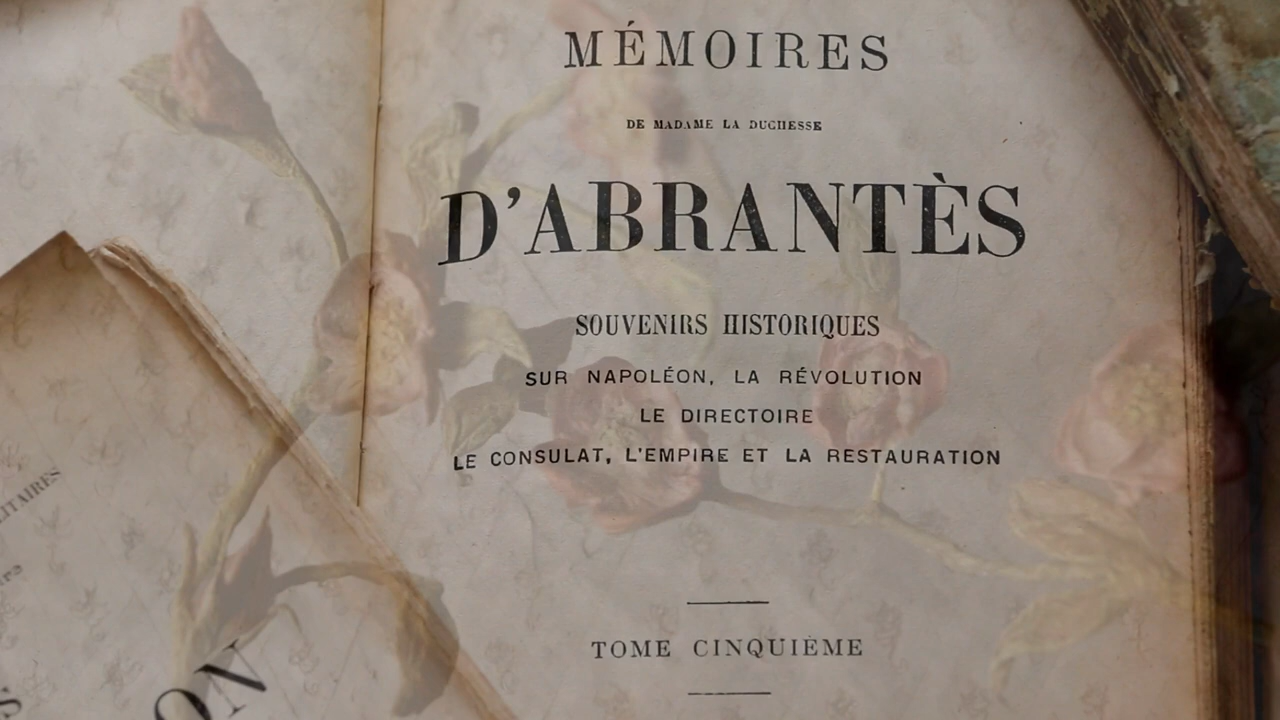 MÉMOIRES
DE MADAME LA DUCHESSE
D'ABRANTÈS
SOUVENIRS HISTORIQUES
SUR NAPOLÉON, LA RÉVOLUTION
LE DIRECTOIRE
LE CONSULAT, L'EMPIRE ET LA RESTAURATION
TOME CINQUIÈME